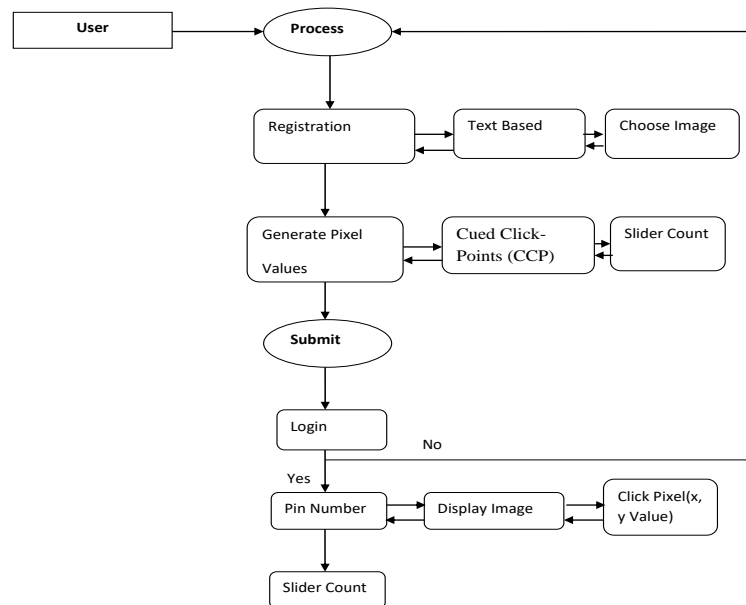 User
Process
Registration
Text Based
Choose Image
Generate Pixel
Values
Cued Click-
Points (CCP)
Slider Count
Submit
Login
No
Yes
Pin Number
Display Image
Click Pixel(x,
y Value)
Slider Count